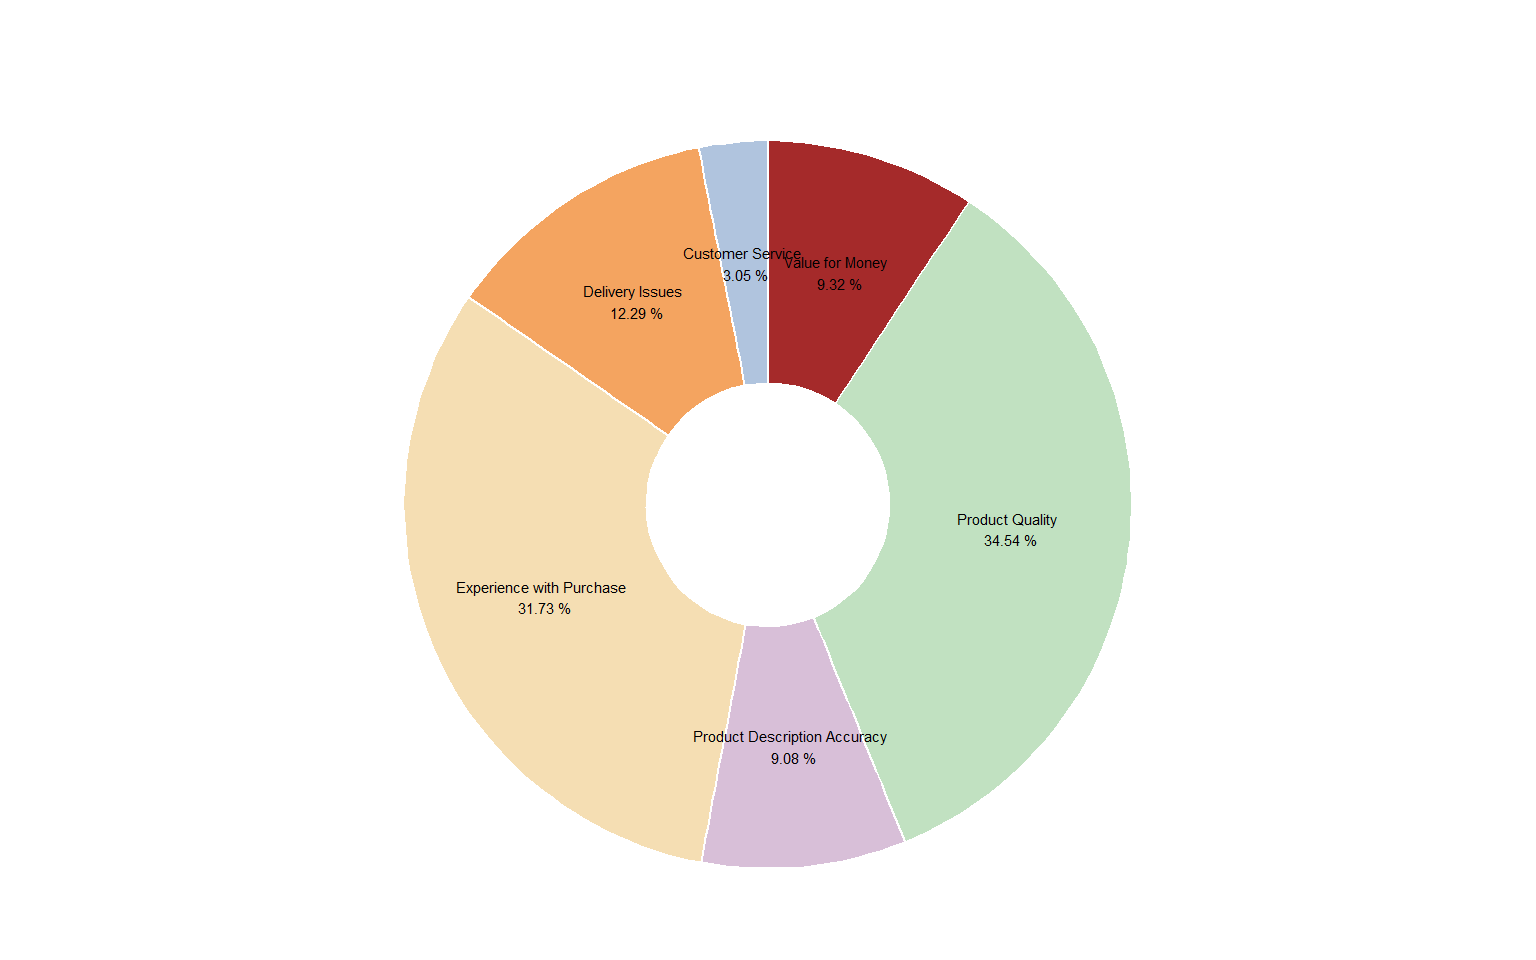 Customer Service
3.05 %
Value for Money
9.32 %
Delivery Issues
12.29 %
Product Quality
34.54 %
Experience with Purchase
31.73 %
Product Description Accuracy
9.08 %